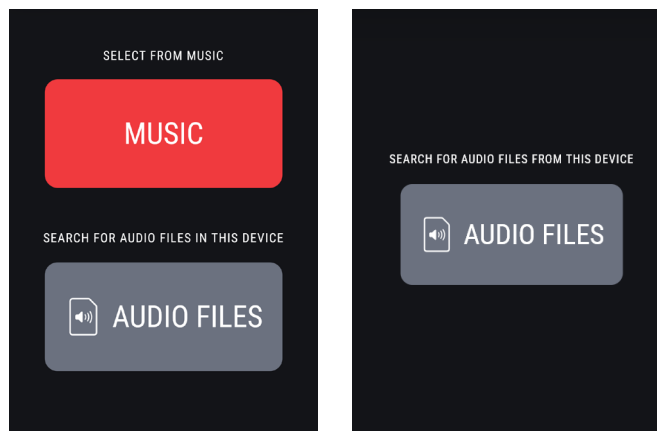 SELECT FROM MUSIC
MUSIC
SEARCH FOR AUDIO FILES IN THIS DEVICE
AUDIO FILES
SEARCH FOR AUDIO FILES FROM THIS DEVICE
AUDIO FILES